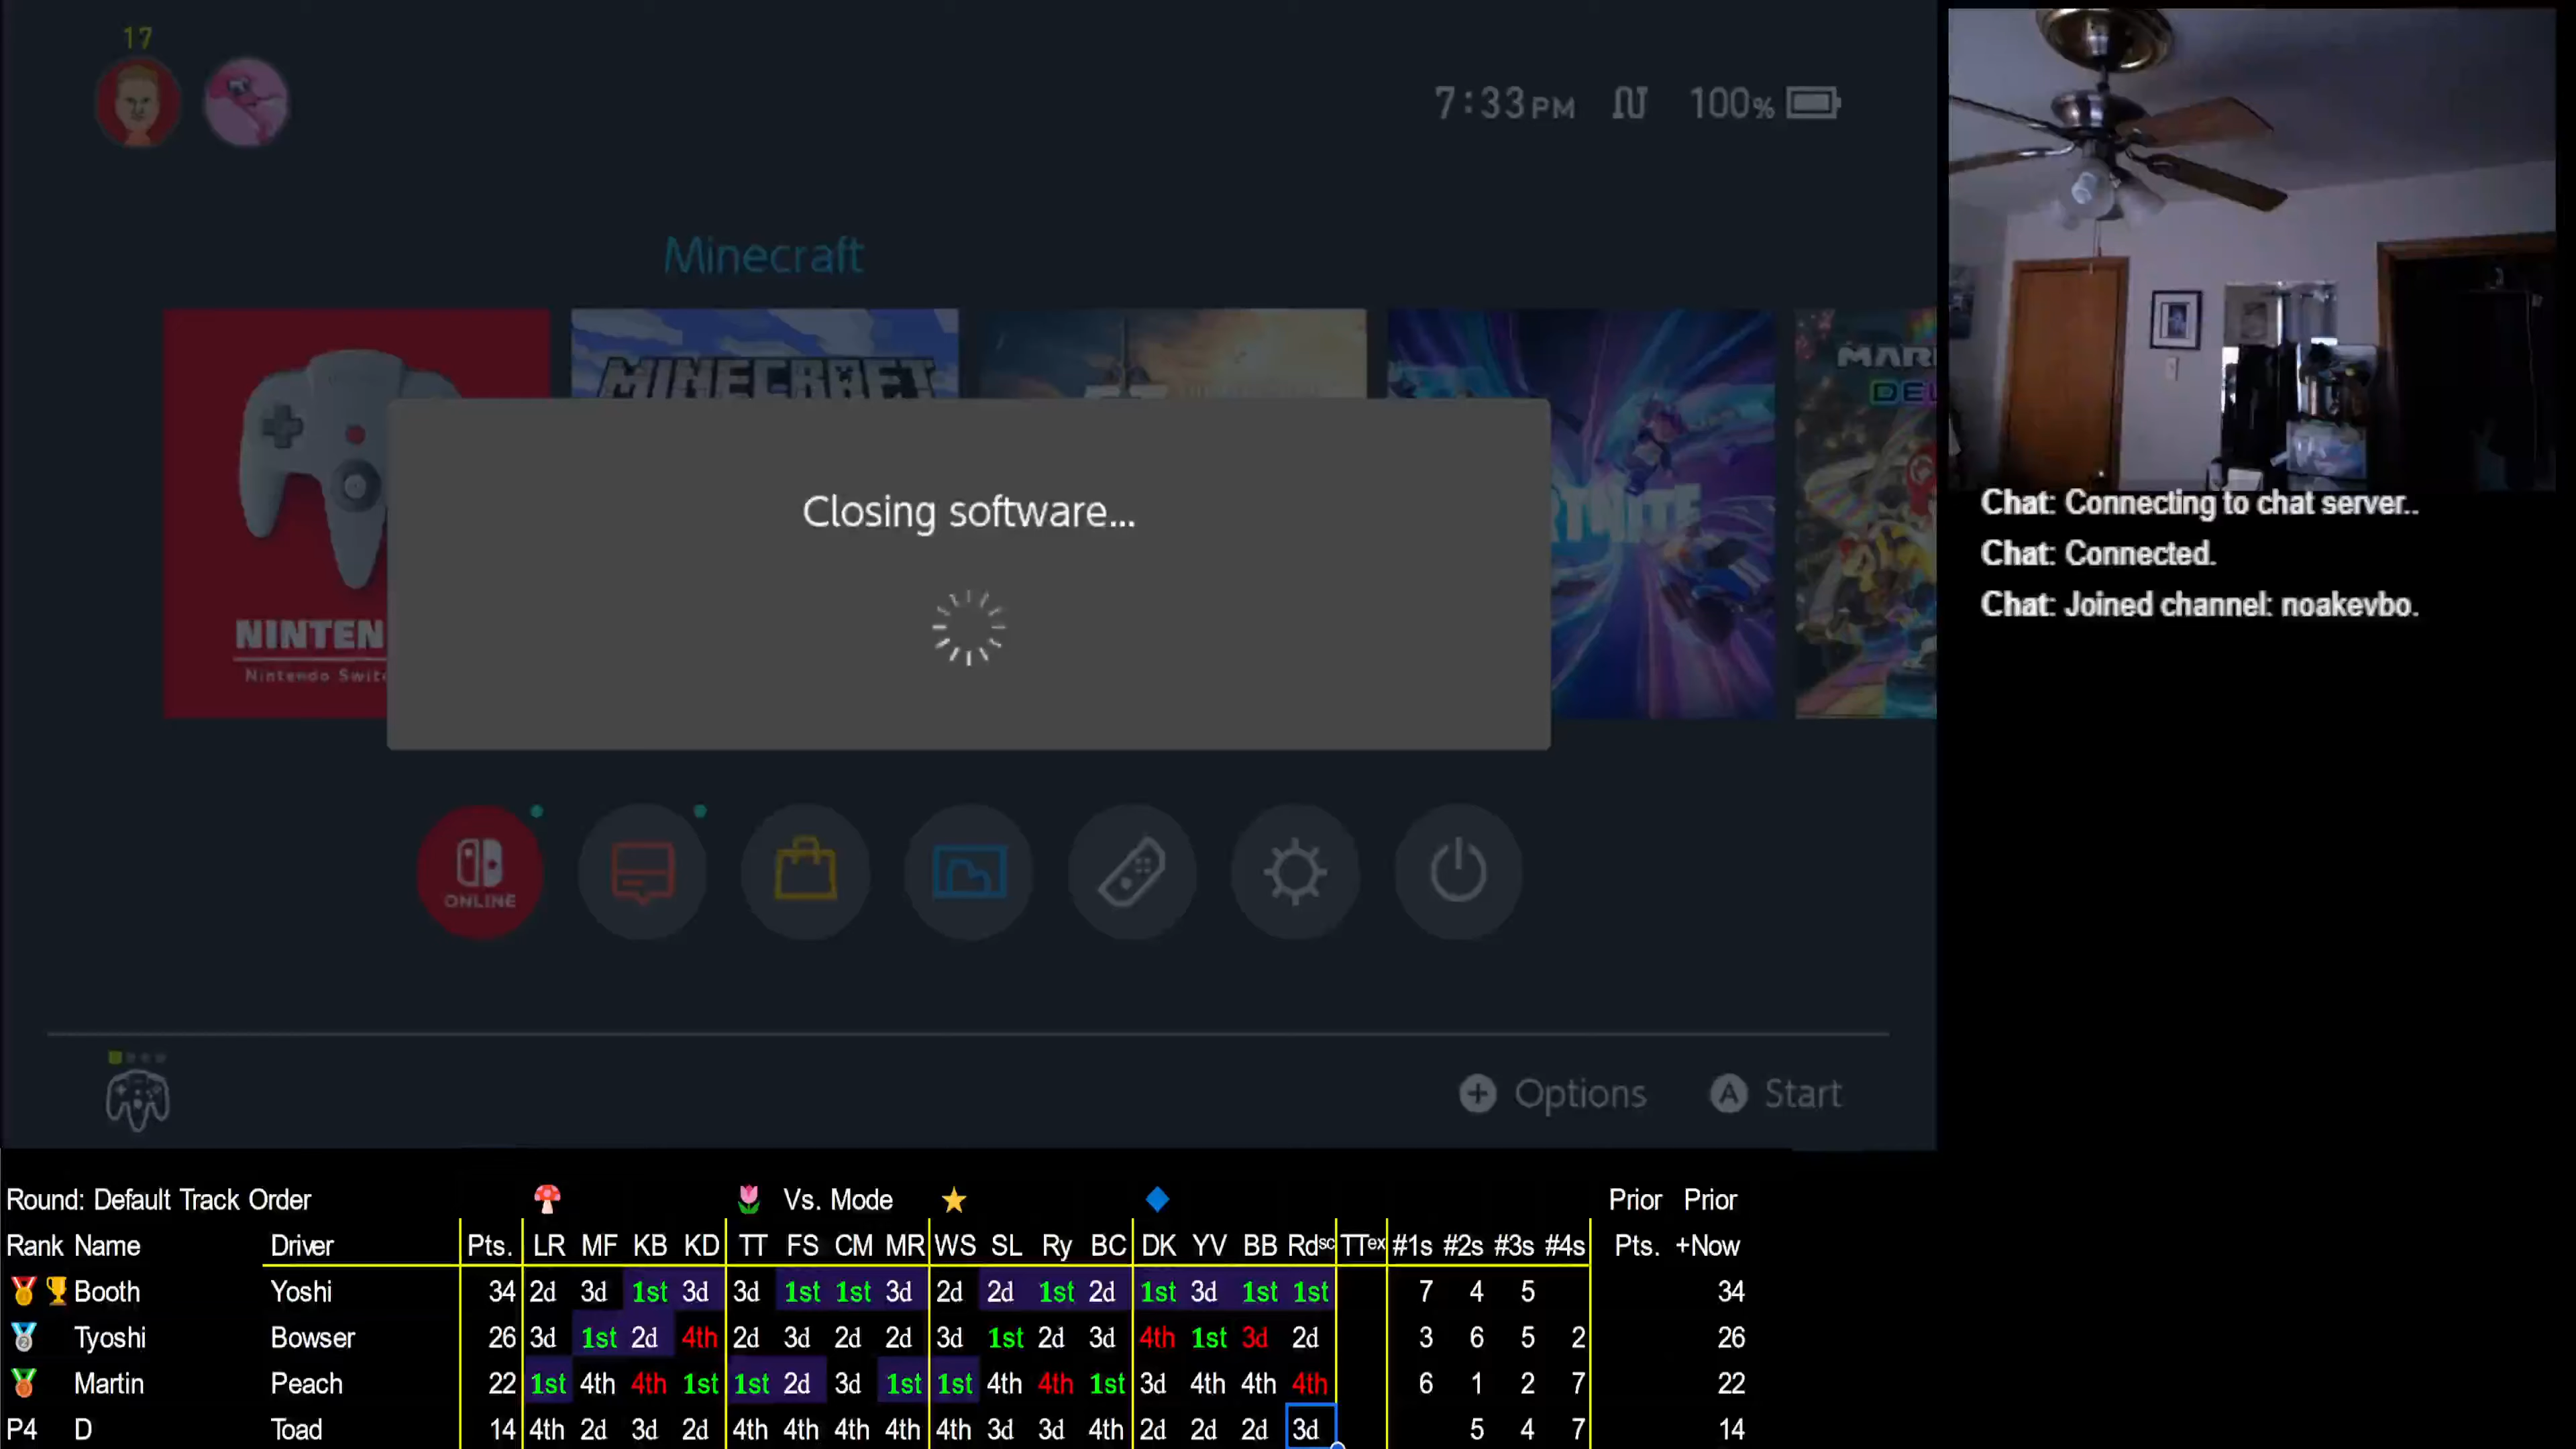 17
7:33 PM 100%
Minecraft
MINECRAFT
MARI
DEL
Closing software...
NINTEN
Nintendo Swit
ONLINE
Options
Start
Chat: Connecting to chat server..
Chat: Connected.
Chat: Joined channel: noakevbo.
Round: Default Track Order Vs. Mode Prior Prior
Rank Name Driver Pts. LR MF KB KD TT FS CM MR WS SL Ry BC DK YV BB Rdsc TTex #1s #2s #3s #4s Pts. +Now
Booth Yoshi 34 2d 3d 1st 3d 3d 1st 1st 3d 2d 2d 1st 2d 1st 3d 1st 1st 7 4 5 34
Tyoshi Bowser 26 3d 1st 2d 4th 2d 3d 2d 2d 3d 1st 2d 3d 4th 1st 3d 2d 3 6 5 2 26
Martin Peach 22 1st 4th 4th 1st 1st 2d 3d 1st 1st 4th 4th 1st 3d 4th 4th 4th 6 1 2 7 22
P4 D Toad 14 4th 2d 3d 2d 4th 4th 4th 4th 4th 3d 3d 4th 2d 2d 2d 3d 5 4 7 14